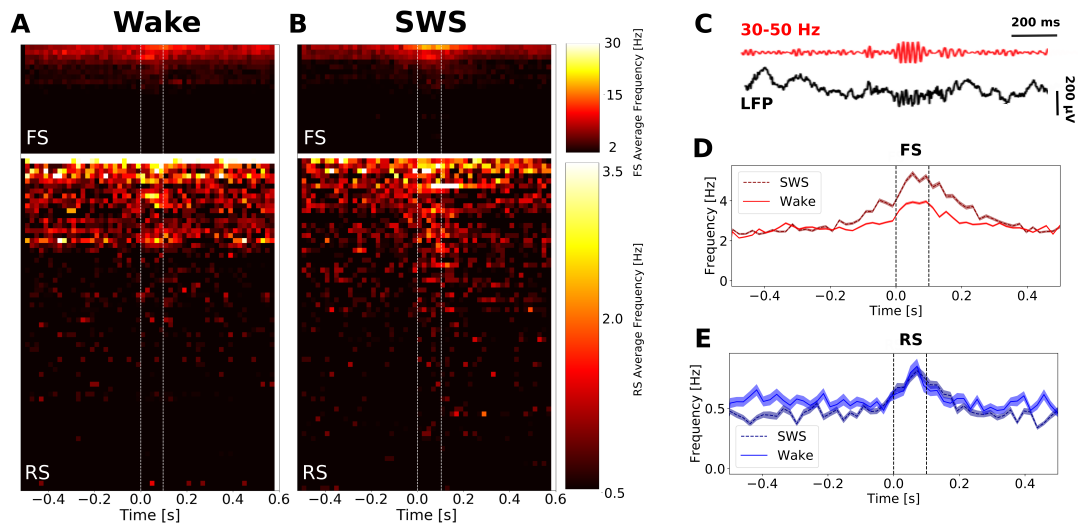 A Wake
B SWS
FS
RS
−0.4 −0.2 0.0 0.2 0.4 0.6
Time [s]
FS
RS
−0.4 −0.2 0.0 0.2 0.4 0.6
Time [s]
30
15
2
FS Average Frequency [Hz]
3.5
2.0
0.5
RS Average Frequency [Hz]
C
30-50 Hz
200 ms
LFP
200 μV
D
FS
SWS
Wake
4
2
0
Frequency [Hz]
−0.4 −0.2 0.0 0.2 0.4
Time [s]
E
RS
0.5
0.0
Frequency [Hz]
SWS
Wake
−0.4 −0.2 0.0 0.2 0.4
Time [s]